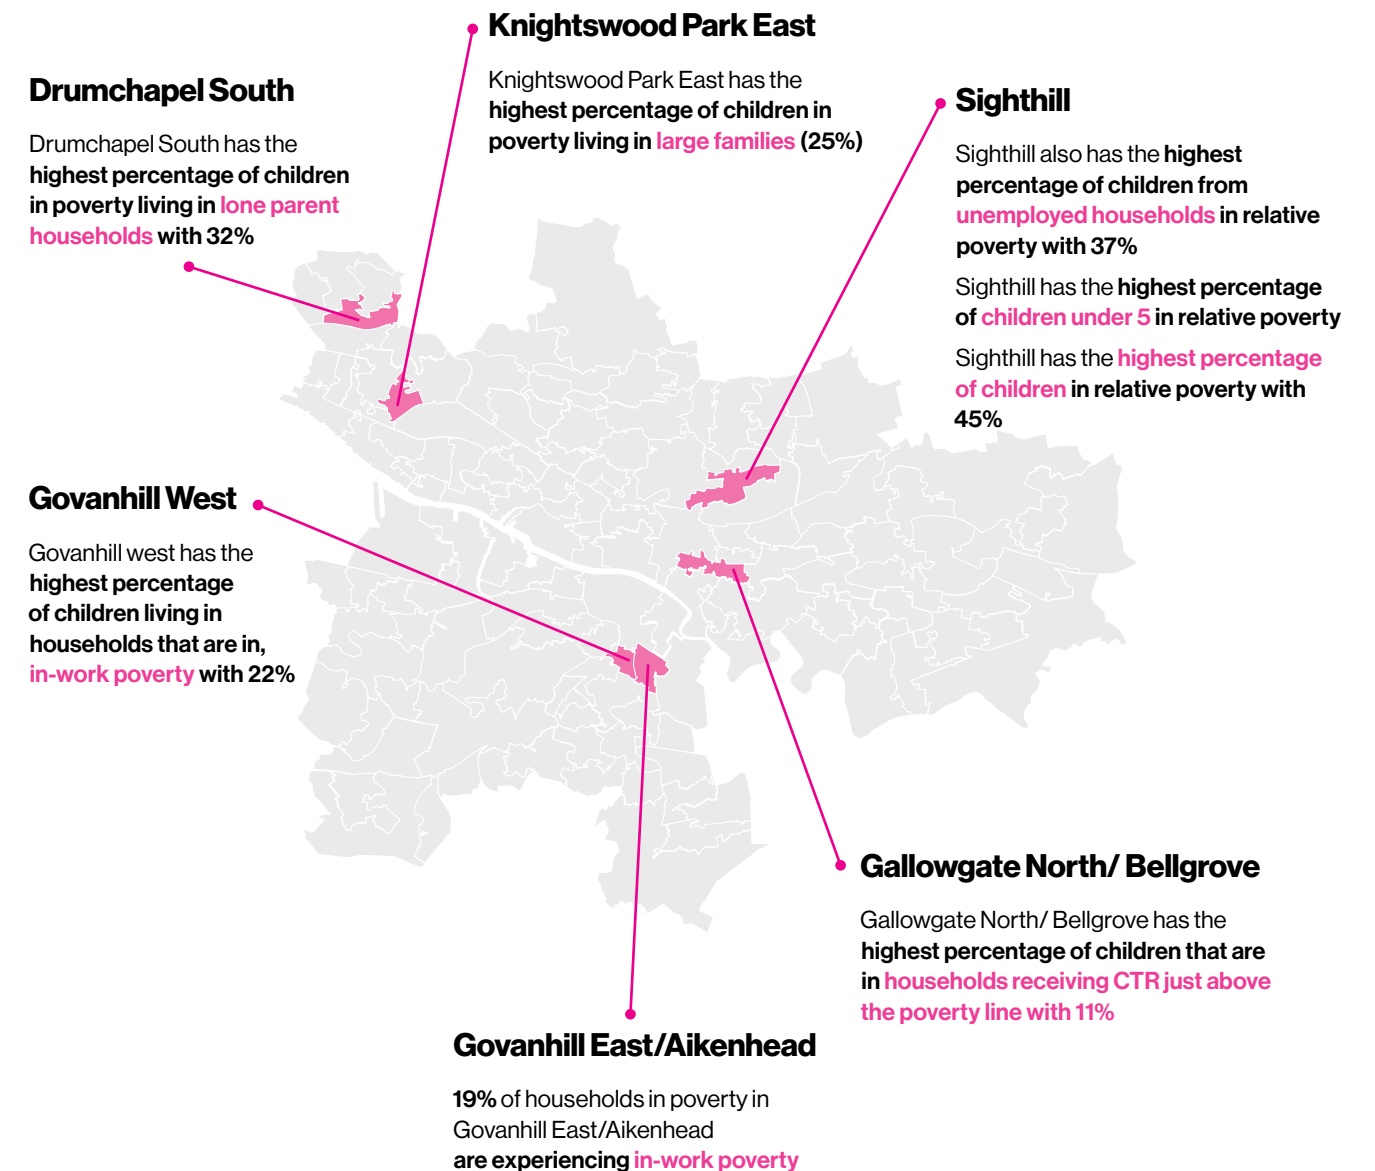 Knightswood Park East
Knightswood Park East has the
highest percentage of children in
poverty living in large families (25%)
Drumchapel South
Drumchapel South has the
highest percentage of children
in poverty living in lone parent
households with 32%
Sighthill
Sighthill also has the highest
percentage of children from
unemployed households in relative
poverty with 37%
Sighthill has the highest percentage
of children under 5 in relative poverty
Sighthill has the highest percentage
of children in relative poverty with
45%
Govanhill West
Govanhill west has the
highest percentage
of children living in
households that are in,
in-work poverty with 22%
Gallowgate North/ Bellgrove
Gallowgate North/ Bellgrove has the
highest percentage of children that are
in households receiving CTR just above
the poverty line with 11%
Govanhill East/Aikenhead
19% of households in poverty in
Govanhill East/Aikenhead
are experiencing in-work poverty